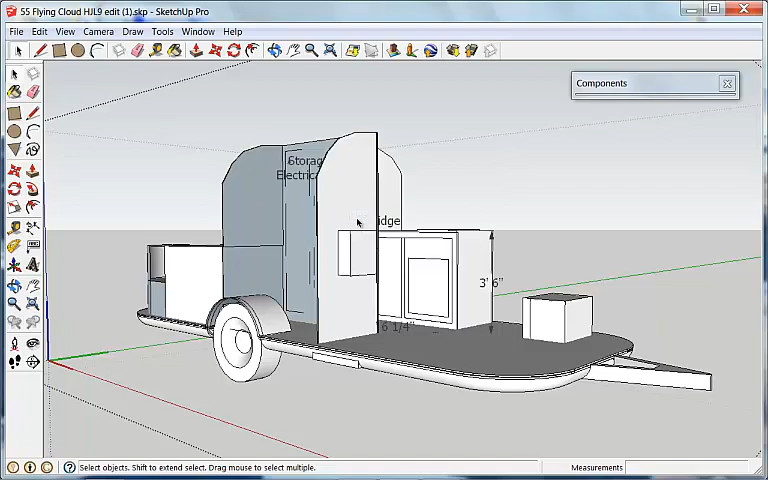 55 Flying Cloud HJL9 edit (1).skp - SketchUp Pro
File Edit View Camera Draw Tools Window Help
Components
Storag
Electrica
idge
3' 6"
6 1/4"
Select objects. Shift to extend select. Drag mouse to select multiple.
Measurements